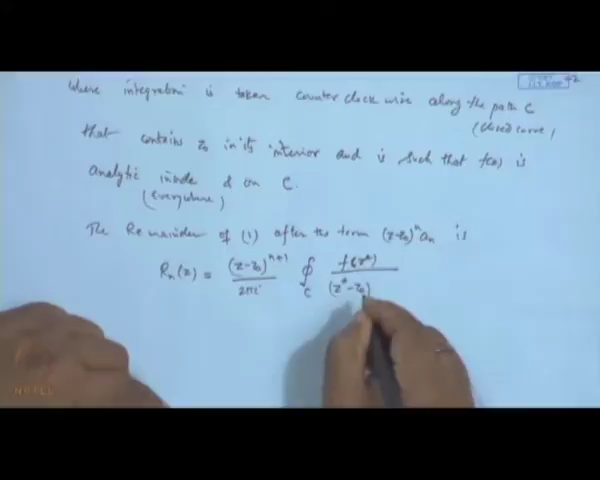 where integration is taken counter clock wise along the path C
(closed curve)
that contains z₀ in its interior and is such that f(z) is
analytic inside & on C.
(Everywhere)
The Remainder of (1) after the term (z-z₀)ⁿ aₙ is
Rₙ(z) = (z-z₀)ⁿ⁺¹ / 2πi ∮_C f(z*) / (z*-z₀)
NPTEL